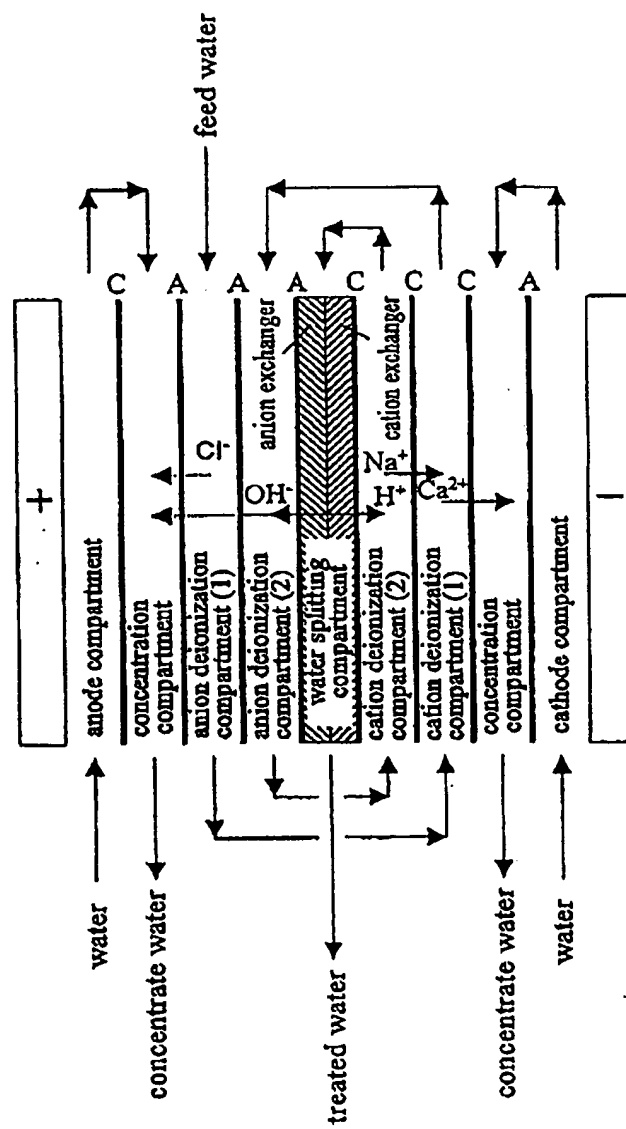 +
anode compartment
C
concentration
compartment
A
anion deionization
compartment (1)
A
anion deionization
compartment (2)
A
water splitting
compartment
C
cation deionization
compartment (2)
C
cation deionization
compartment (1)
C
concentration
compartment
A
cathode compartment
−
feed water
Cl-
OH-
anion exchanger
cation exchanger
Na+
H+
Ca2+
water
concentrate water
treated water
concentrate water
water